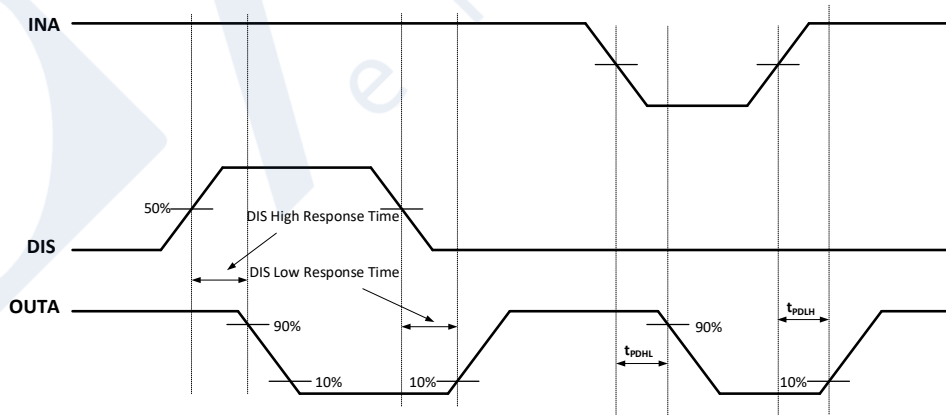 INA
50%
DIS High Response Time
DIS
DIS Low Response Time
OUTA
90%
10%
10%
tPDHL
90%
tPDLH
10%
e